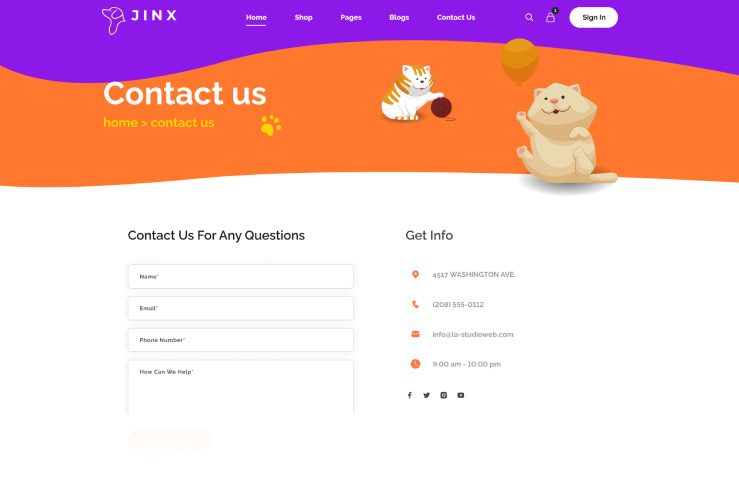 JINX
Home
Shop
Pages
Blogs
Contact Us
Sign In
Contact us
home > contact us
Contact Us For Any Questions
Name*
Email*
Phone Number*
How Can We Help*
Get Info
4517 WASHINGTON AVE.
(208) 555-0112
info@la-studioweb.com
9:00 am - 10:00 pm